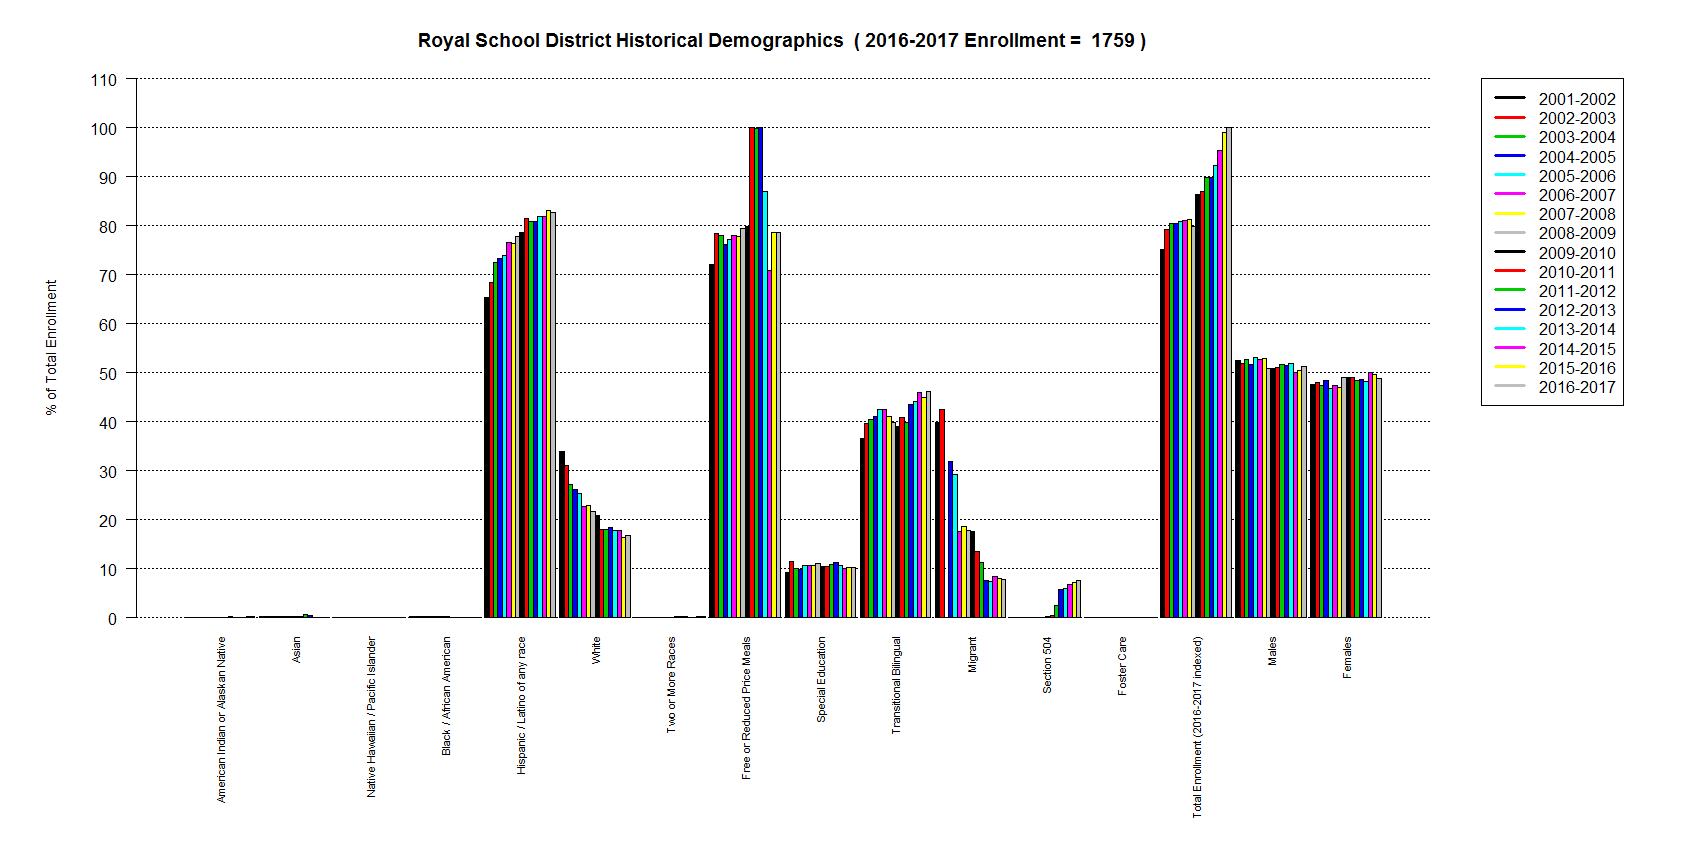 Royal School District Historical Demographics ( 2016-2017 Enrollment = 1759 )
% of Total Enrollment
110
100
90
80
70
60
50
40
30
20
10
0
American Indian or Alaskan Native
Asian
Native Hawaiian / Pacific Islander
Black / African American
Hispanic / Latino of any race
White
Two or More Races
Free or Reduced Price Meals
Special Education
Transitional Bilingual
Migrant
Section 504
Foster Care
Total Enrollment (2016-2017 indexed)
Males
Females
2001-2002
2002-2003
2003-2004
2004-2005
2005-2006
2006-2007
2007-2008
2008-2009
2009-2010
2010-2011
2011-2012
2012-2013
2013-2014
2014-2015
2015-2016
2016-2017